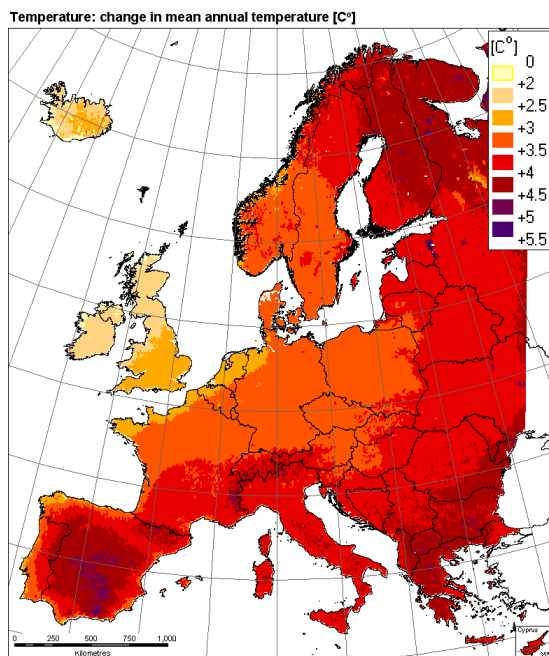 Temperature: change in mean annual temperature [Cº]
[C°]
0
+2
+2.5
+3
+3.5
+4
+4.5
+5
+5.5
0 250 500 750 1,000
Kilometres
Cyprus